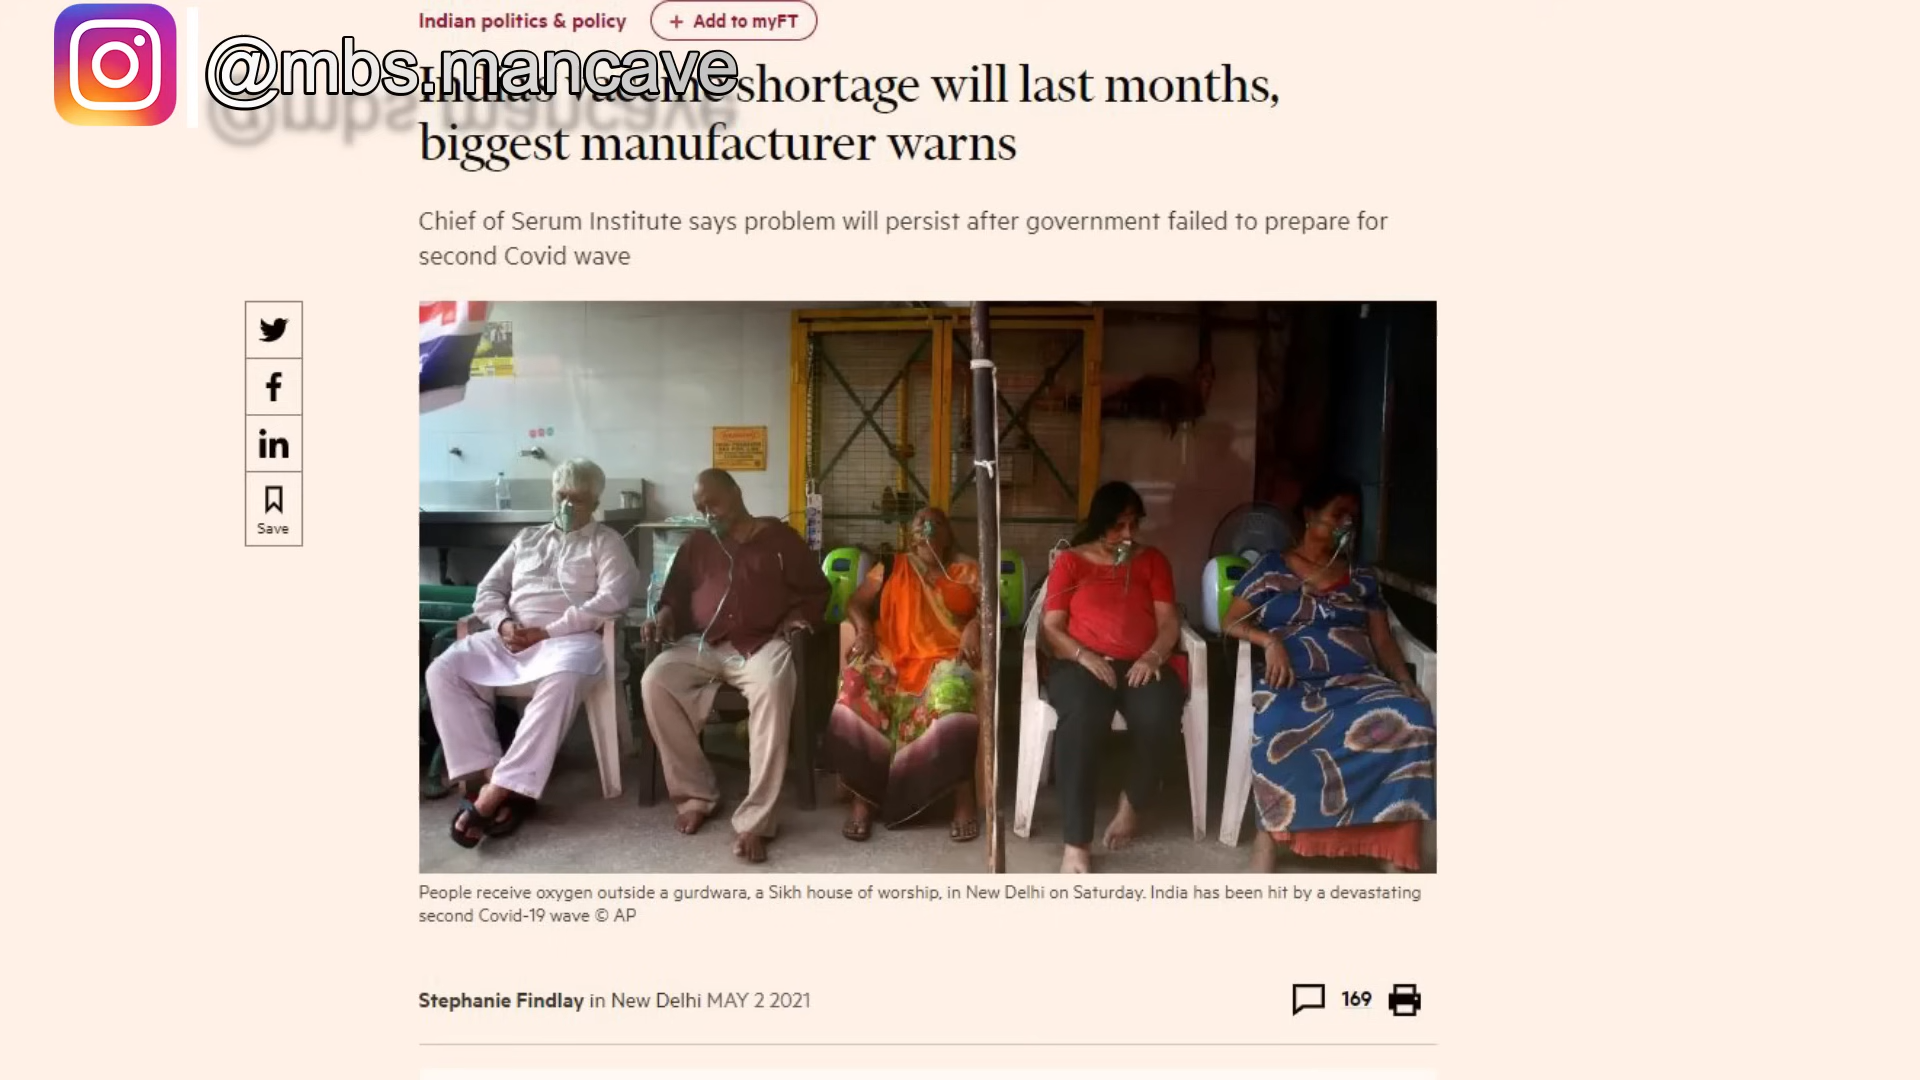 Indian politics & policy
+ Add to myFT
@mbs.mancave
India's vaccine shortage will last months,
biggest manufacturer warns
Chief of Serum Institute says problem will persist after government failed to prepare for
second Covid wave
Save
People receive oxygen outside a gurdwara, a Sikh house of worship, in New Delhi on Saturday. India has been hit by a devastating
second Covid-19 wave © AP
Stephanie Findlay in New Delhi MAY 2 2021
169